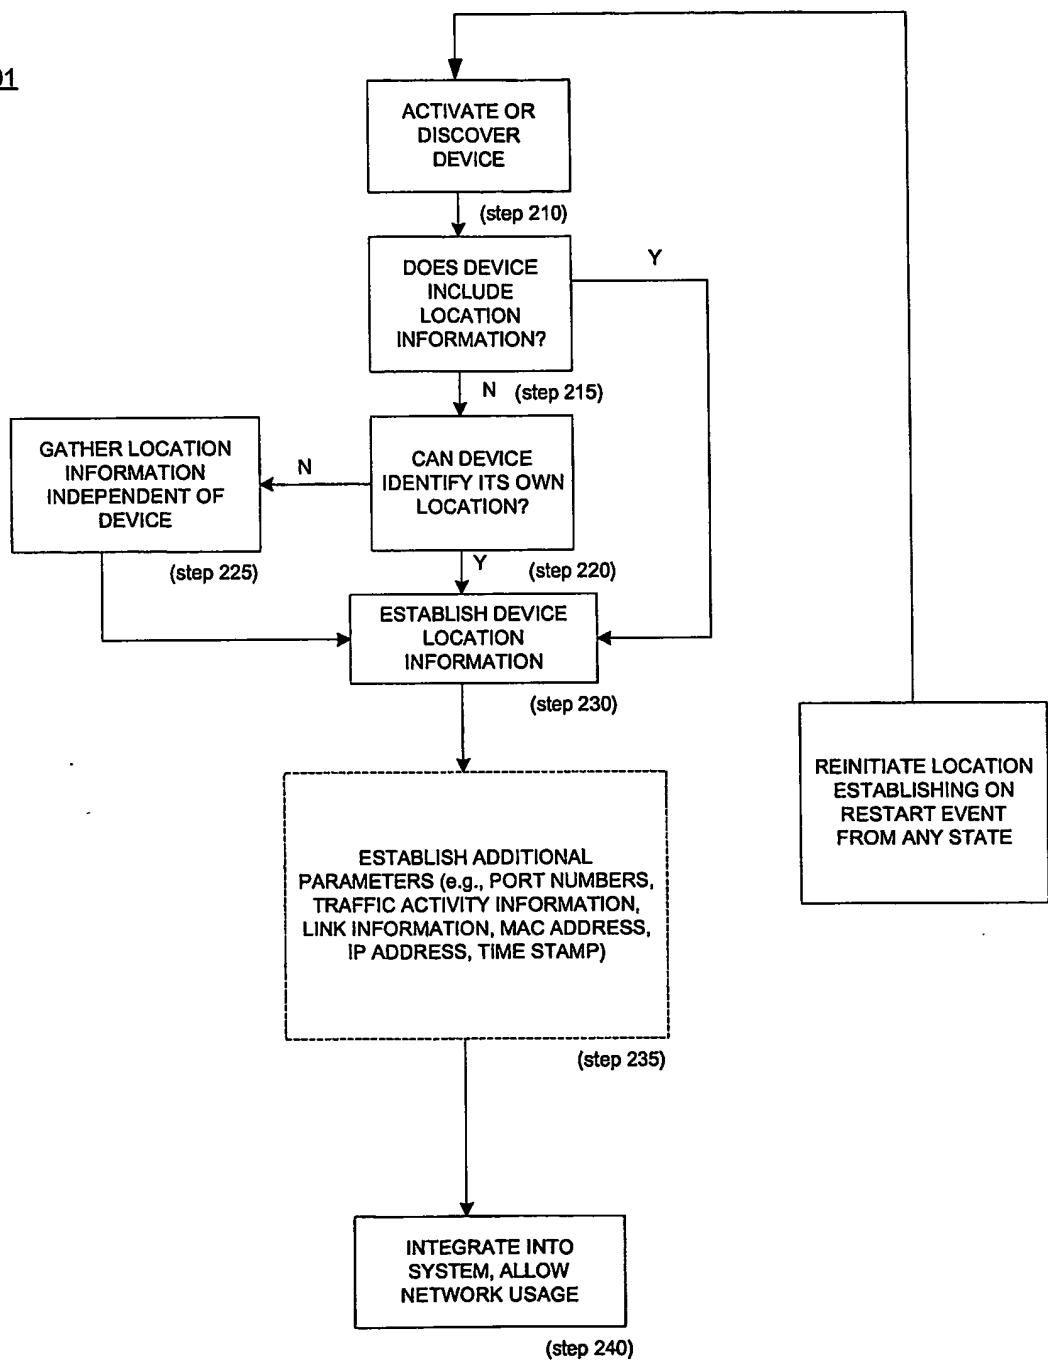 ACTIVATE OR
DISCOVER
DEVICE
(step 210)
DOES DEVICE
INCLUDE
LOCATION
INFORMATION?
Y
N
(step 215)
GATHER LOCATION
INFORMATION
INDEPENDENT OF
DEVICE
(step 225)
N
CAN DEVICE
IDENTIFY ITS OWN
LOCATION?
Y
(step 220)
ESTABLISH DEVICE
LOCATION
INFORMATION
(step 230)
REINITIATE LOCATION
ESTABLISHING ON
RESTART EVENT
FROM ANY STATE
ESTABLISH ADDITIONAL
PARAMETERS (e.g., PORT NUMBERS,
TRAFFIC ACTIVITY INFORMATION,
LINK INFORMATION, MAC ADDRESS,
IP ADDRESS, TIME STAMP)
(step 235)
INTEGRATE INTO
SYSTEM, ALLOW
NETWORK USAGE
(step 240)